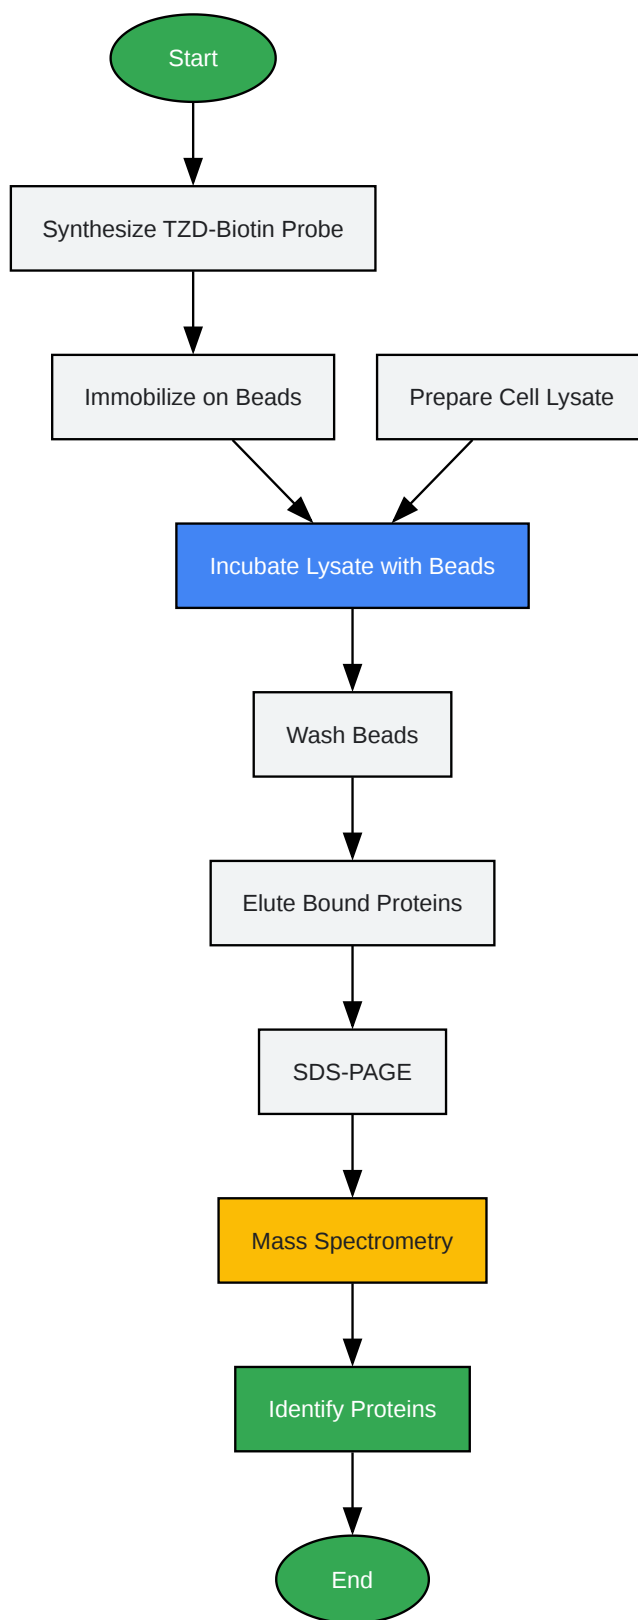 Start
Synthesize TZD-Biotin Probe
Immobilize on Beads
Prepare Cell Lysate
Incubate Lysate with Beads
Wash Beads
Elute Bound Proteins
SDS-PAGE
Mass Spectrometry
Identify Proteins
End